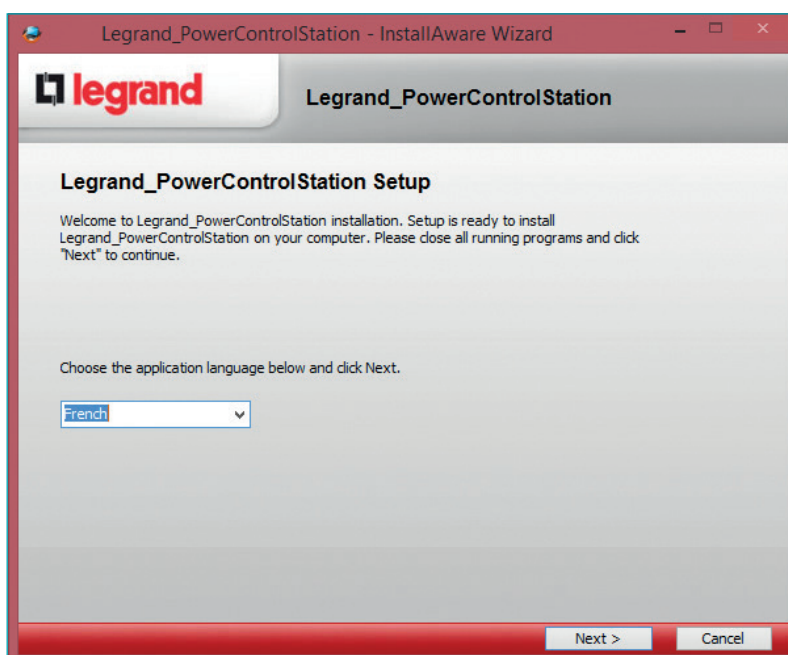 Legrand_PowerControlStation - InstallAware Wizard
legrand
Legrand_PowerControlStation
Legrand_PowerControlStation Setup
Welcome to Legrand_PowerControlStation installation. Setup is ready to install
Legrand_PowerControlStation on your computer. Please close all running programs and click
"Next" to continue.
Choose the application language below and click Next.
French
Next >
Cancel